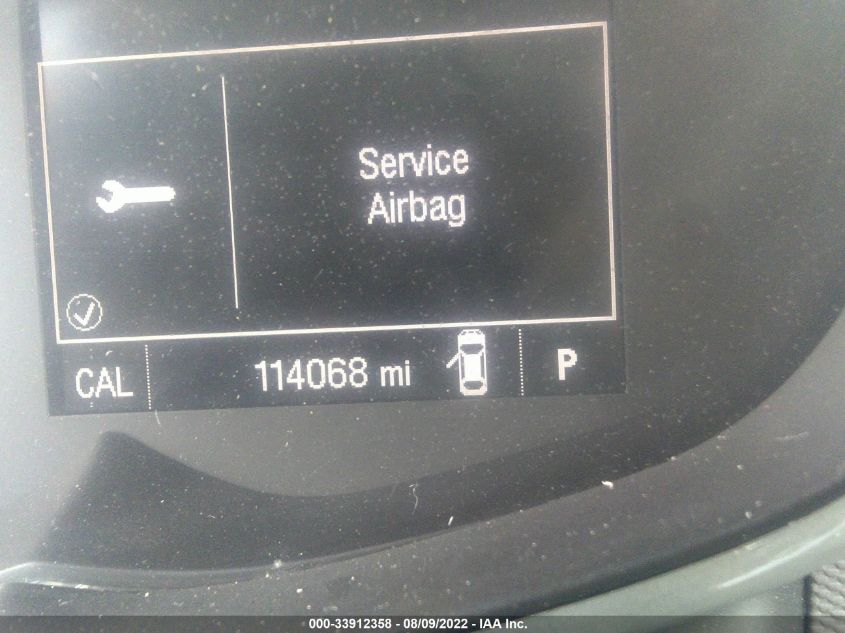 Service
Airbag
CAL 114068 mi P
000-33912358 - 08/09/2022 - IAA Inc.